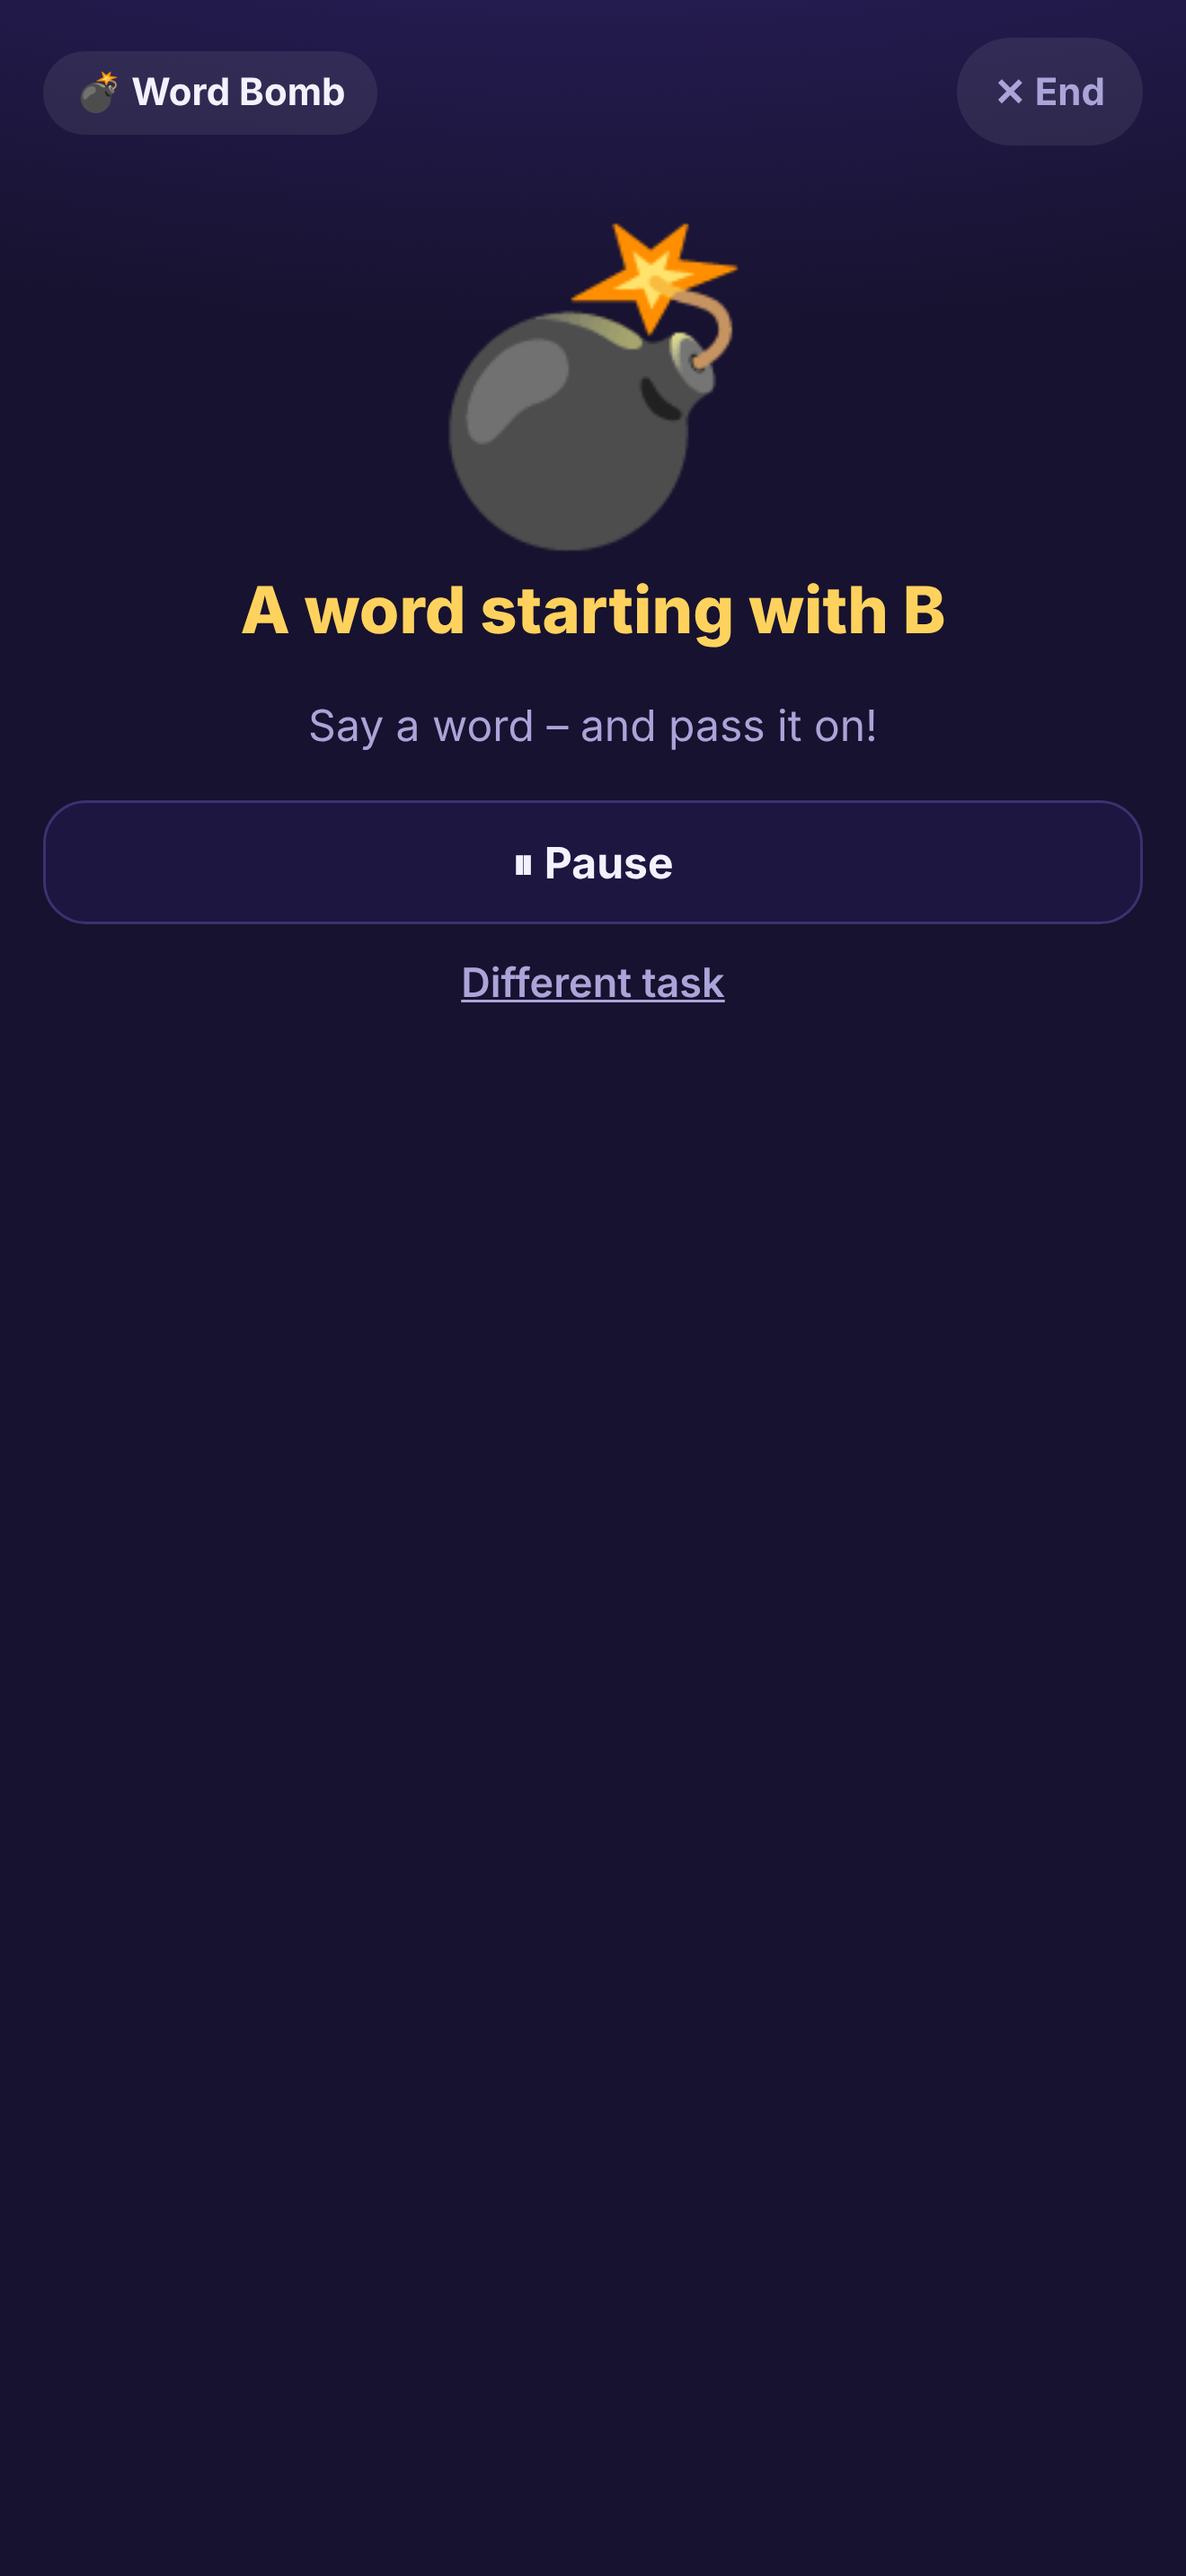 💣 Word Bomb
✕ End
A word starting with B
Say a word – and pass it on!
⏸ Pause
Different task